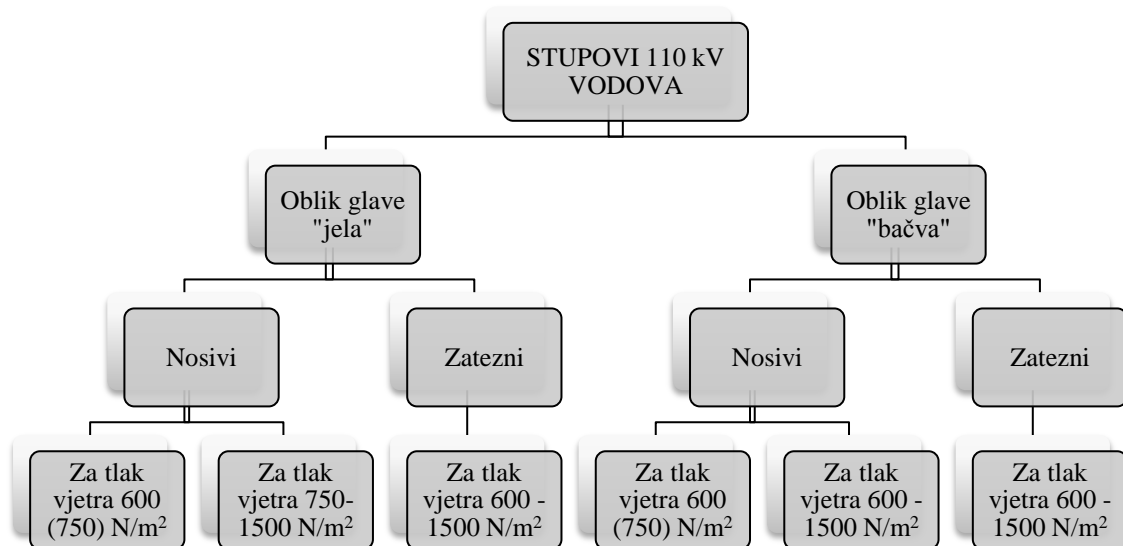 STUPOVI 110 kV
VODOVA
Oblik glave
"jela"
Oblik glave
"bačva"
Nosivi
Zatezni
Nosivi
Zatezni
Za tlak
vjetra 600
(750) N/m²
Za tlak
vjetra 750-
1500 N/m²
Za tlak
vjetra 600 -
1500 N/m²
Za tlak
vjetra 600
(750) N/m²
Za tlak
vjetra 600 -
1500 N/m²
Za tlak
vjetra 600 -
1500 N/m²